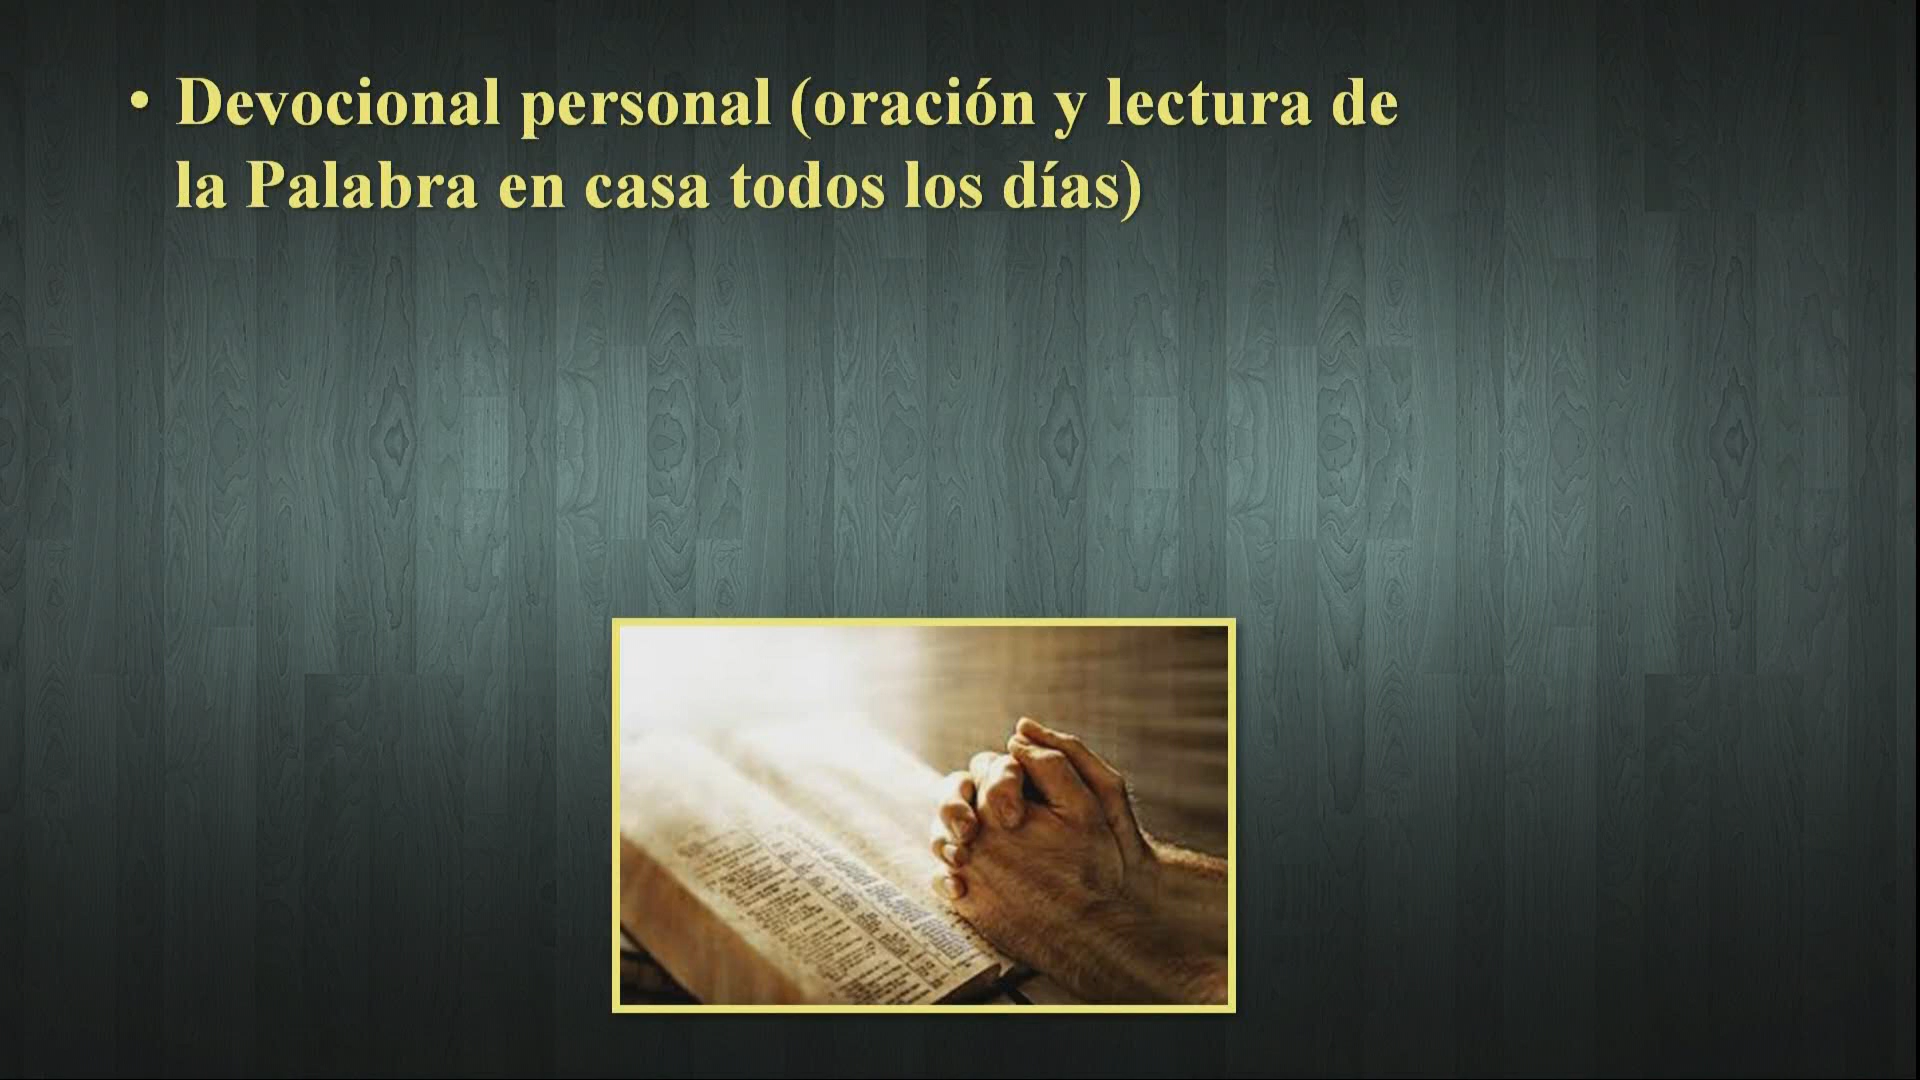 • Devocional personal (oración y lectura de
la Palabra en casa todos los días)